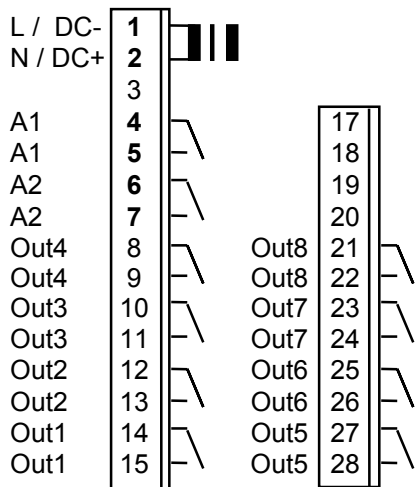 L / DC- 1
N / DC+ 2
3
A1 4
A1 5
A2 6
A2 7
Out4 8
Out4 9
Out3 10
Out3 11
Out2 12
Out2 13
Out1 14
Out1 15
17
18
19
20
Out8 21
Out8 22
Out7 23
Out7 24
Out6 25
Out6 26
Out5 27
Out5 28